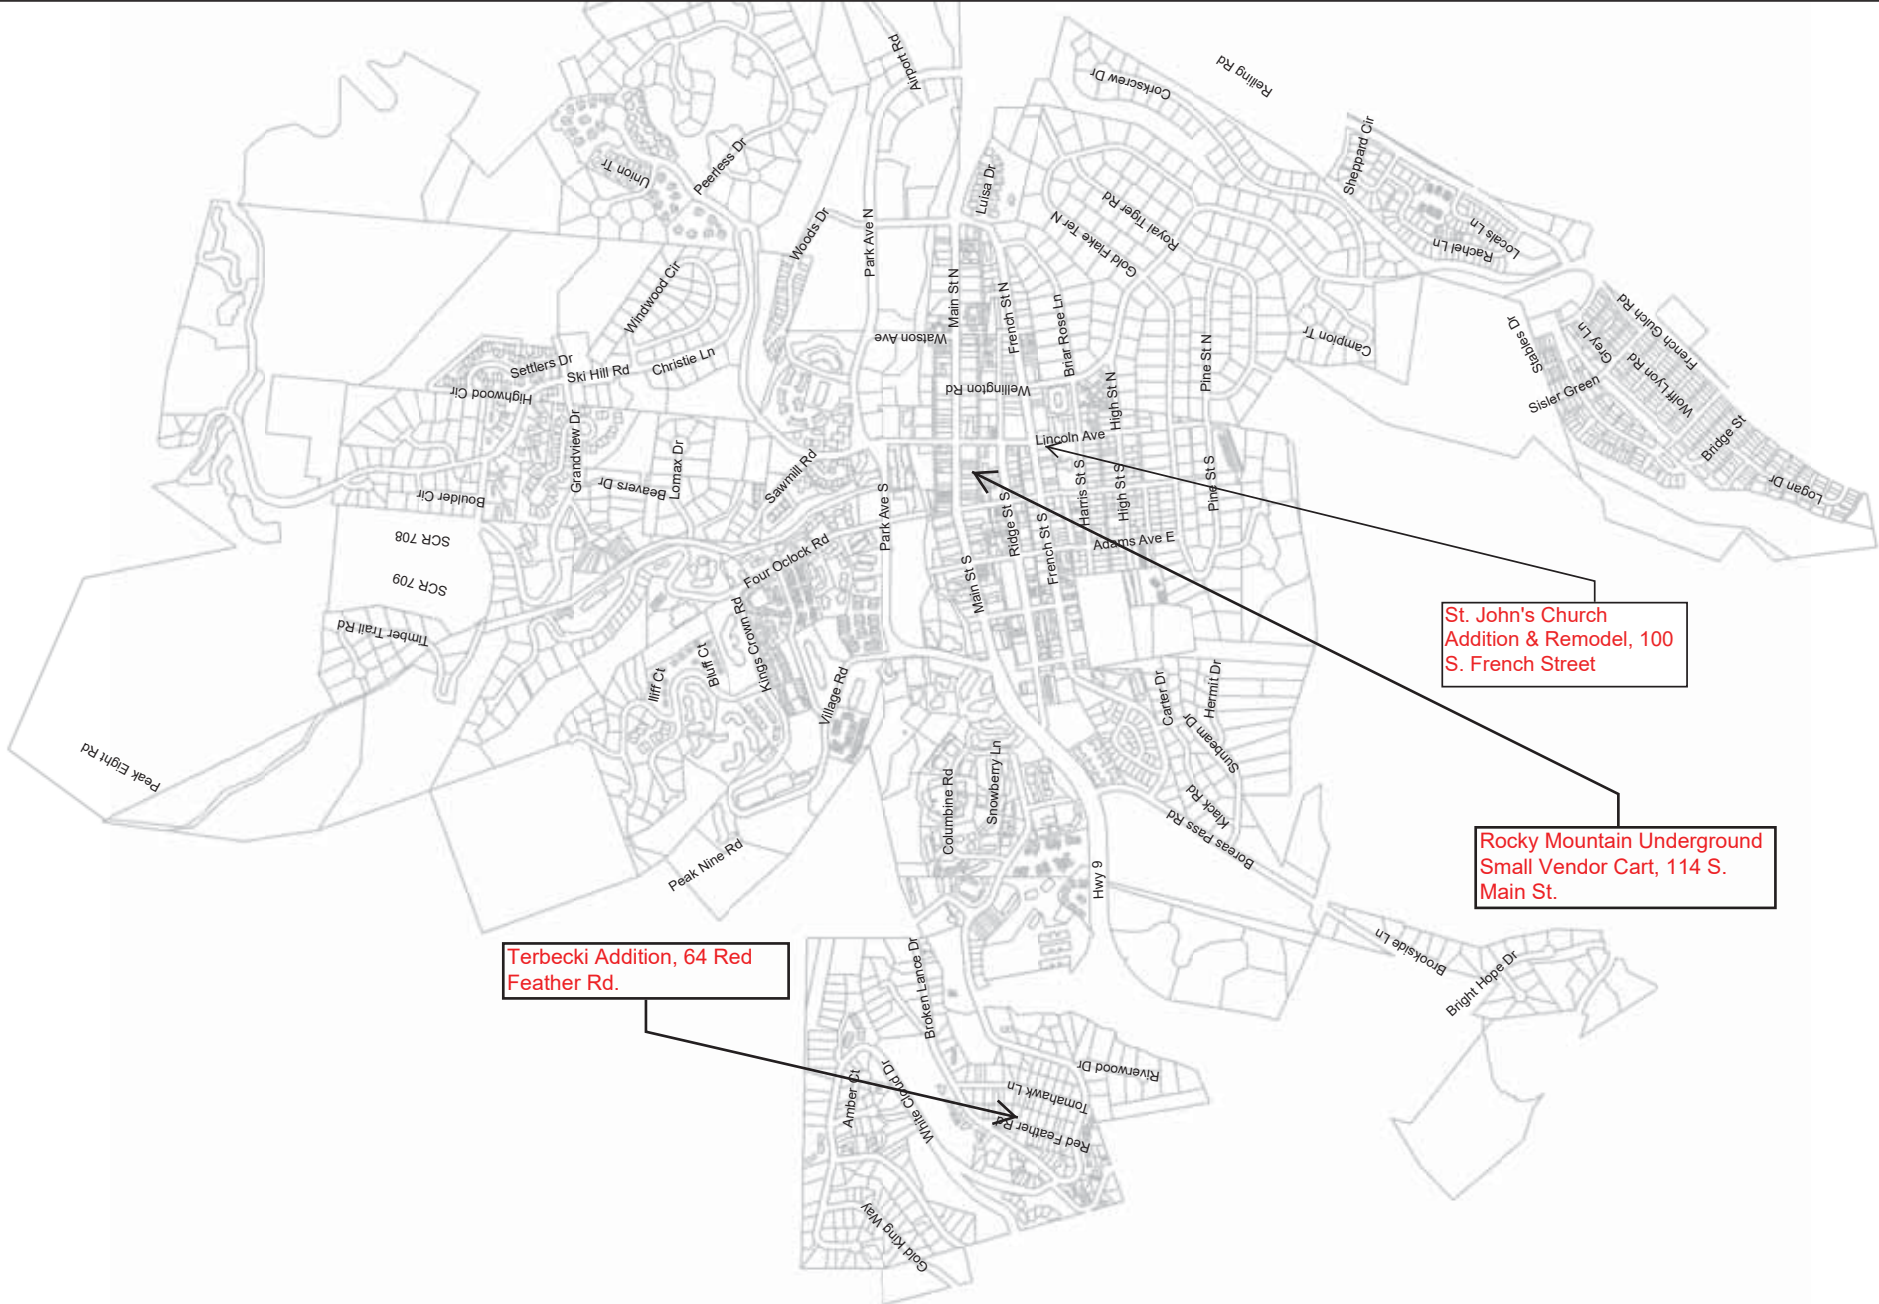 Airport Rd
Reiling Rd
Corkscrew Dr
Sheppard Cir
Union Tr
Peerless Dr
Luisa Dr
Royal Tiger Rd
Gold Flake Ter N
Locals Ln
Rachel Ln
Woods Dr
Park Ave N
Main St N
French St N
Briar Rose Ln
Windwood Cir
Watson Ave
Campion Tr
Pine St N
Stables Dr
Grey Ln
French Gulch Rd
Wolff Lyon Rd
Sisler Green
Bridge St
Logan Dr
Settlers Dr
Ski Hill Rd
Christie Ln
Highwood Cir
Wellington Rd
High St N
Lincoln Ave
Grandview Dr
Lomax Dr
Beavers Dr
Sawmill Rd
Boulder Cir
Harris St S
High St S
Pine St S
Park Ave S
Ridge St S
French St S
Adams Ave E
SCR 708
SCR 709
Four Oclock Rd
Main St S
Timber Trail Rd
Kings Crown Rd
Bluff Ct
Iliff Ct
Village Rd
Carter Dr
Hermit Dr
Sunbeam Dr
St. John's Church
Addition & Remodel, 100
S. French Street
Peak Eight Rd
Columbine Rd
Snowberry Ln
Klack Rd
Boreas Pass Rd
Peak Nine Rd
Hwy 9
Rocky Mountain Underground
Small Vendor Cart, 114 S.
Main St.
Terbecki Addition, 64 Red
Feather Rd.
Broken Lance Dr
Brookside Ln
Bright Hope Dr
Riverwood Dr
Amber Ct
White Cloud Dr
Tomahawk Ln
Red Feather Rd
Gold King Way